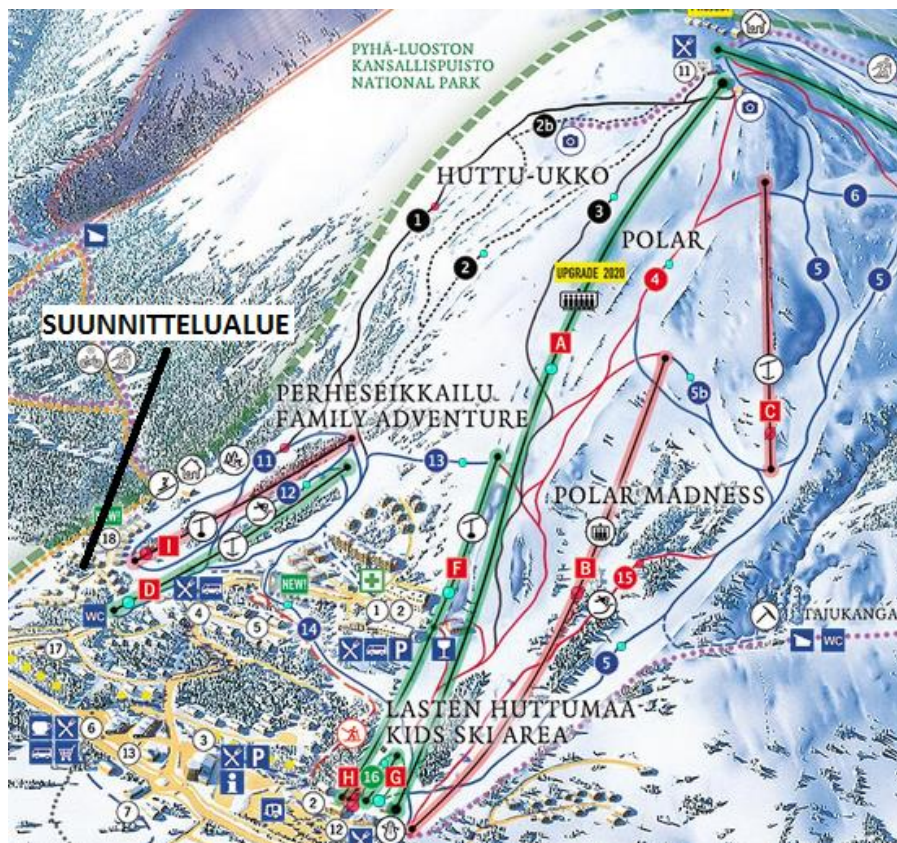 PYHÄ-LUOSTON
KANSALLISPUISTO
NATIONAL PARK
11
2b
HUTTU-UKKO
1
3
6
2
POLAR
5
5
UPGRADE 2020
4
SUUNNITTELUALUE
A
PERHESEIKKAILU
FAMILY ADVENTURE
5b
C
11
13
12
POLAR MADNESS
18
I
F
B
15
D
NEW!
WC
4
1
2
TAJUKANGA
5
14
P
5
WC
17
LASTEN HUTTUMAA
KIDS SKI AREA
6
3
13
P
H
16
G
i
2
7
12